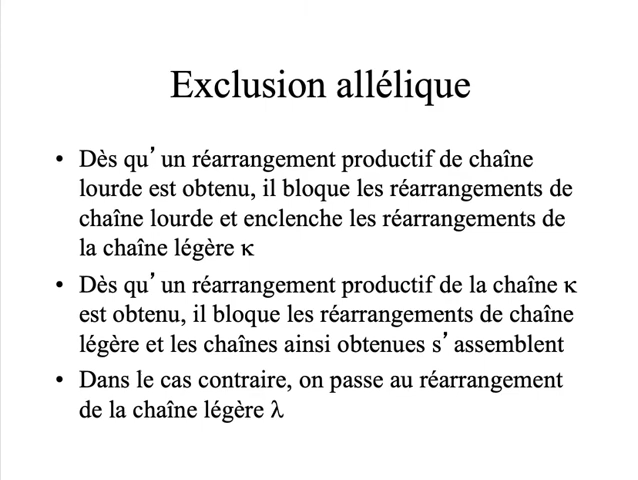 Exclusion allélique
• Dès qu’un réarrangement productif de chaîne
lourde est obtenu, il bloque les réarrangements de
chaîne lourde et enclenche les réarrangements de
la chaîne légère κ
• Dès qu’un réarrangement productif de la chaîne κ
est obtenu, il bloque les réarrangements de chaîne
légère et les chaînes ainsi obtenues s’assemblent
• Dans le cas contraire, on passe au réarrangement
de la chaîne légère λ